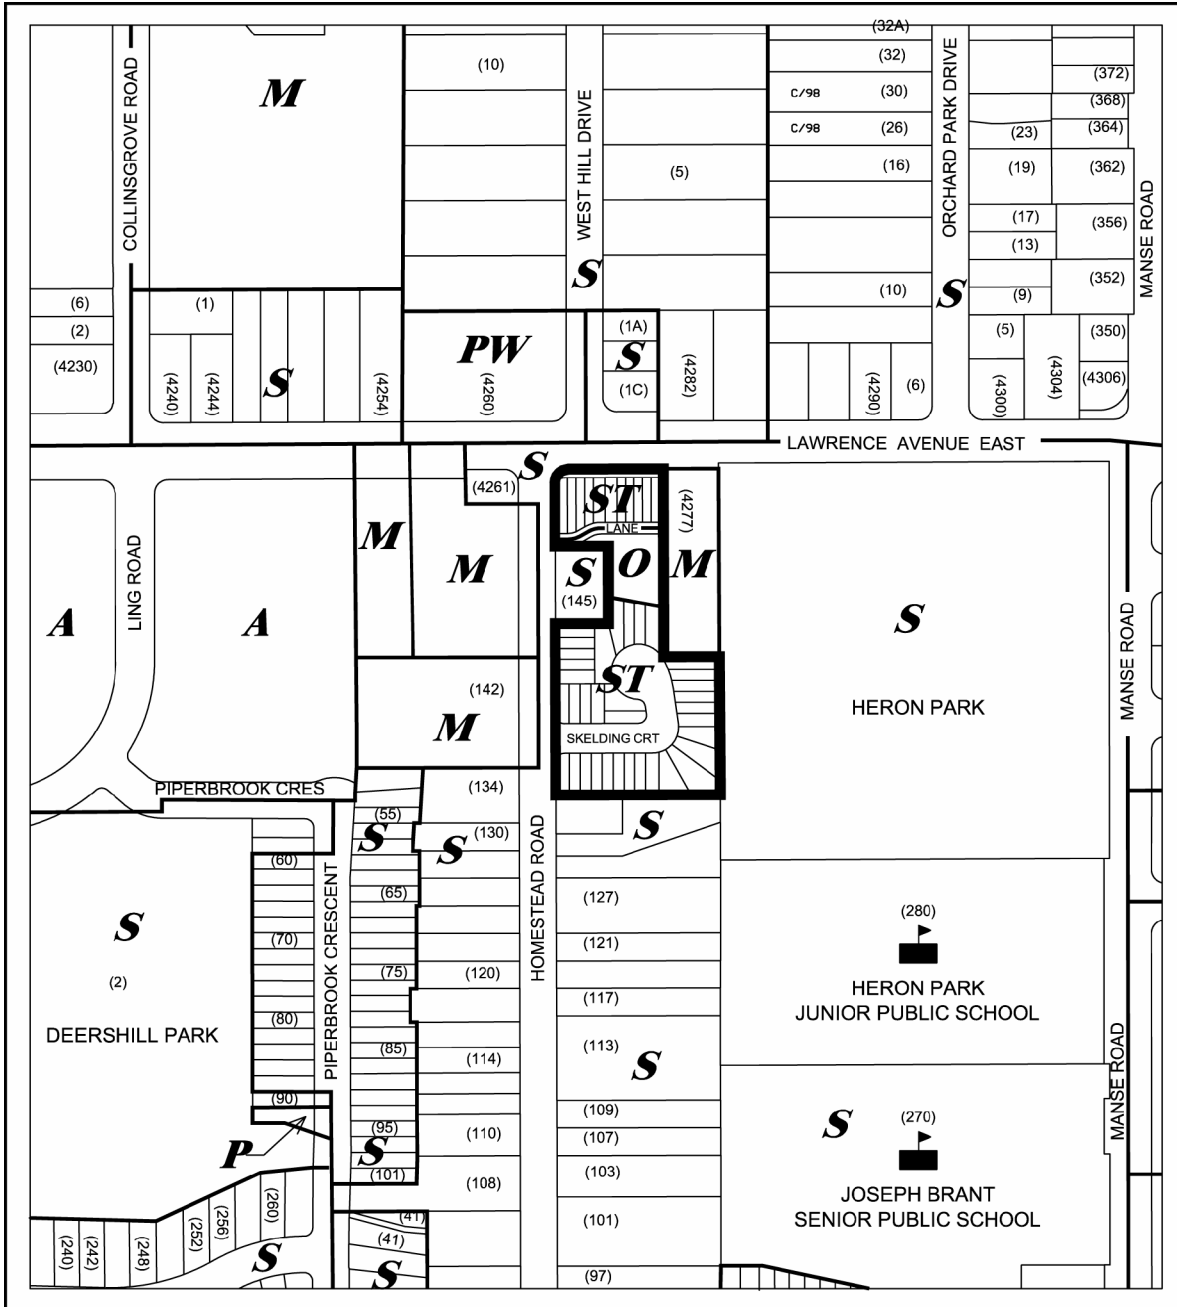 (32A)
(10)
(32)
(372)
M
C/98
(30)
(368)
C/98
(26)
(23)
(364)
COLLINSGROVE ROAD
WEST HILL DRIVE
ORCHARD PARK DRIVE
MANSE ROAD
(5)
(16)
(19)
(362)
(17)
(356)
(13)
S
(352)
(6)
(1)
(10)
S
(9)
(2)
(1A)
(5)
(350)
PW
S
(4230)
(4240)
(4244)
S
(4254)
(4260)
(1C)
(4282)
(4290)
(6)
(4300)
(4304)
(4306)
LAWRENCE AVENUE EAST
S
(4261)
ST
(4277)
LANE
M
M
S
O
M
LING ROAD
(145)
A
A
S
MANSE ROAD
ST
(142)
M
HERON PARK
SKELDING CRT
PIPERBROOK CRES
(134)
(55)
S
S
(130)
S
(60)
HOMESTEAD ROAD
PIPERBROOK CRESCENT
(65)
(127)
(280)
S
(70)
(121)
(75)
(120)
(2)
HERON PARK
JUNIOR PUBLIC SCHOOL
(117)
(80)
DEERSHILL PARK
(85)
(114)
(113)
S
MANSE ROAD
(90)
(109)
(270)
S
(95)
(110)
(107)
P
S
(101)
(108)
(103)
JOSEPH BRANT
SENIOR PUBLIC SCHOOL
(240)
(242)
(248)
(252)
(256)
(260)
S
(41)
(41)
S
(101)
(97)